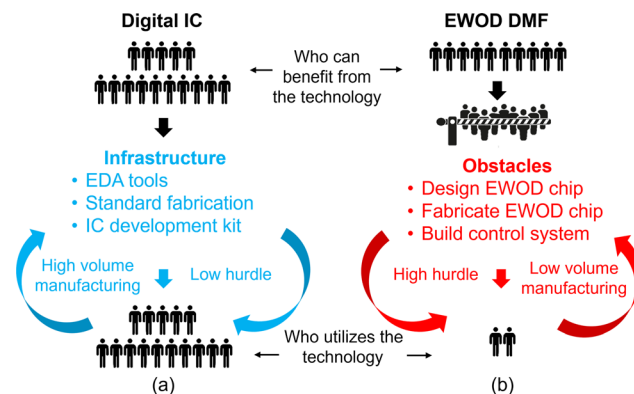 Digital IC
EWOD DMF
Who can
benefit from
the technology
Infrastructure
• EDA tools
• Standard fabrication
• IC development kit
Obstacles
• Design EWOD chip
• Fabricate EWOD chip
• Build control system
High volume
manufacturing
Low hurdle
High hurdle
Low volume
manufacturing
Who utilizes the
technology
(a)
(b)